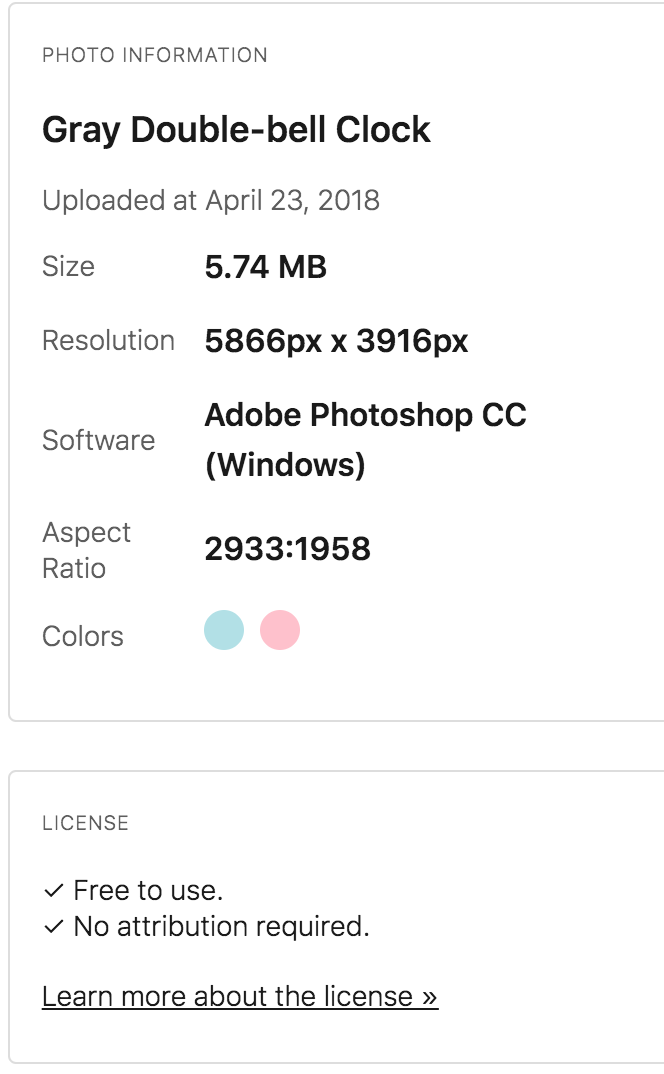 PHOTO INFORMATION
Gray Double-bell Clock
Uploaded at April 23, 2018
Size 5.74 MB
Resolution 5866px x 3916px
Software Adobe Photoshop CC
(Windows)
Aspect
Ratio 2933:1958
Colors
LICENSE
✓ Free to use.
✓ No attribution required.
Learn more about the license »